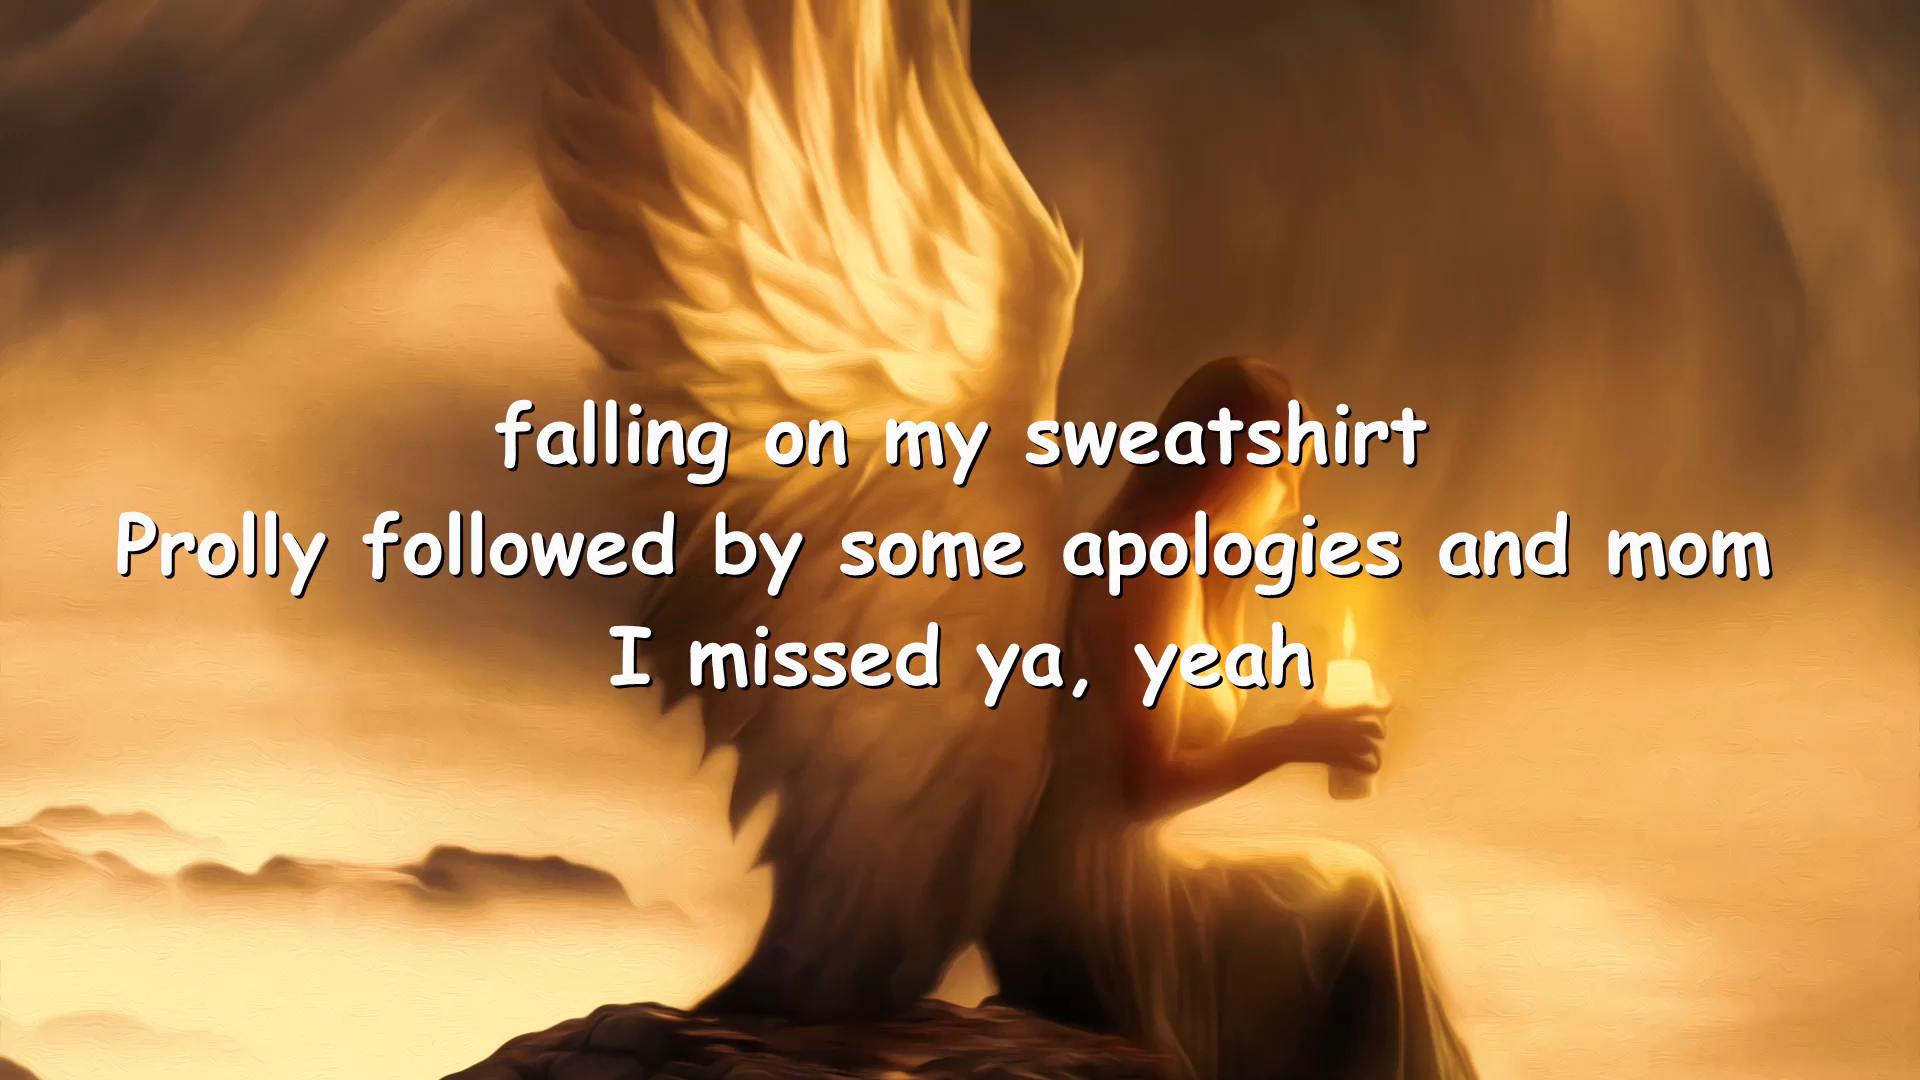 falling on my sweatshirt
Prolly followed by some apologies and mom
I missed ya, yeah